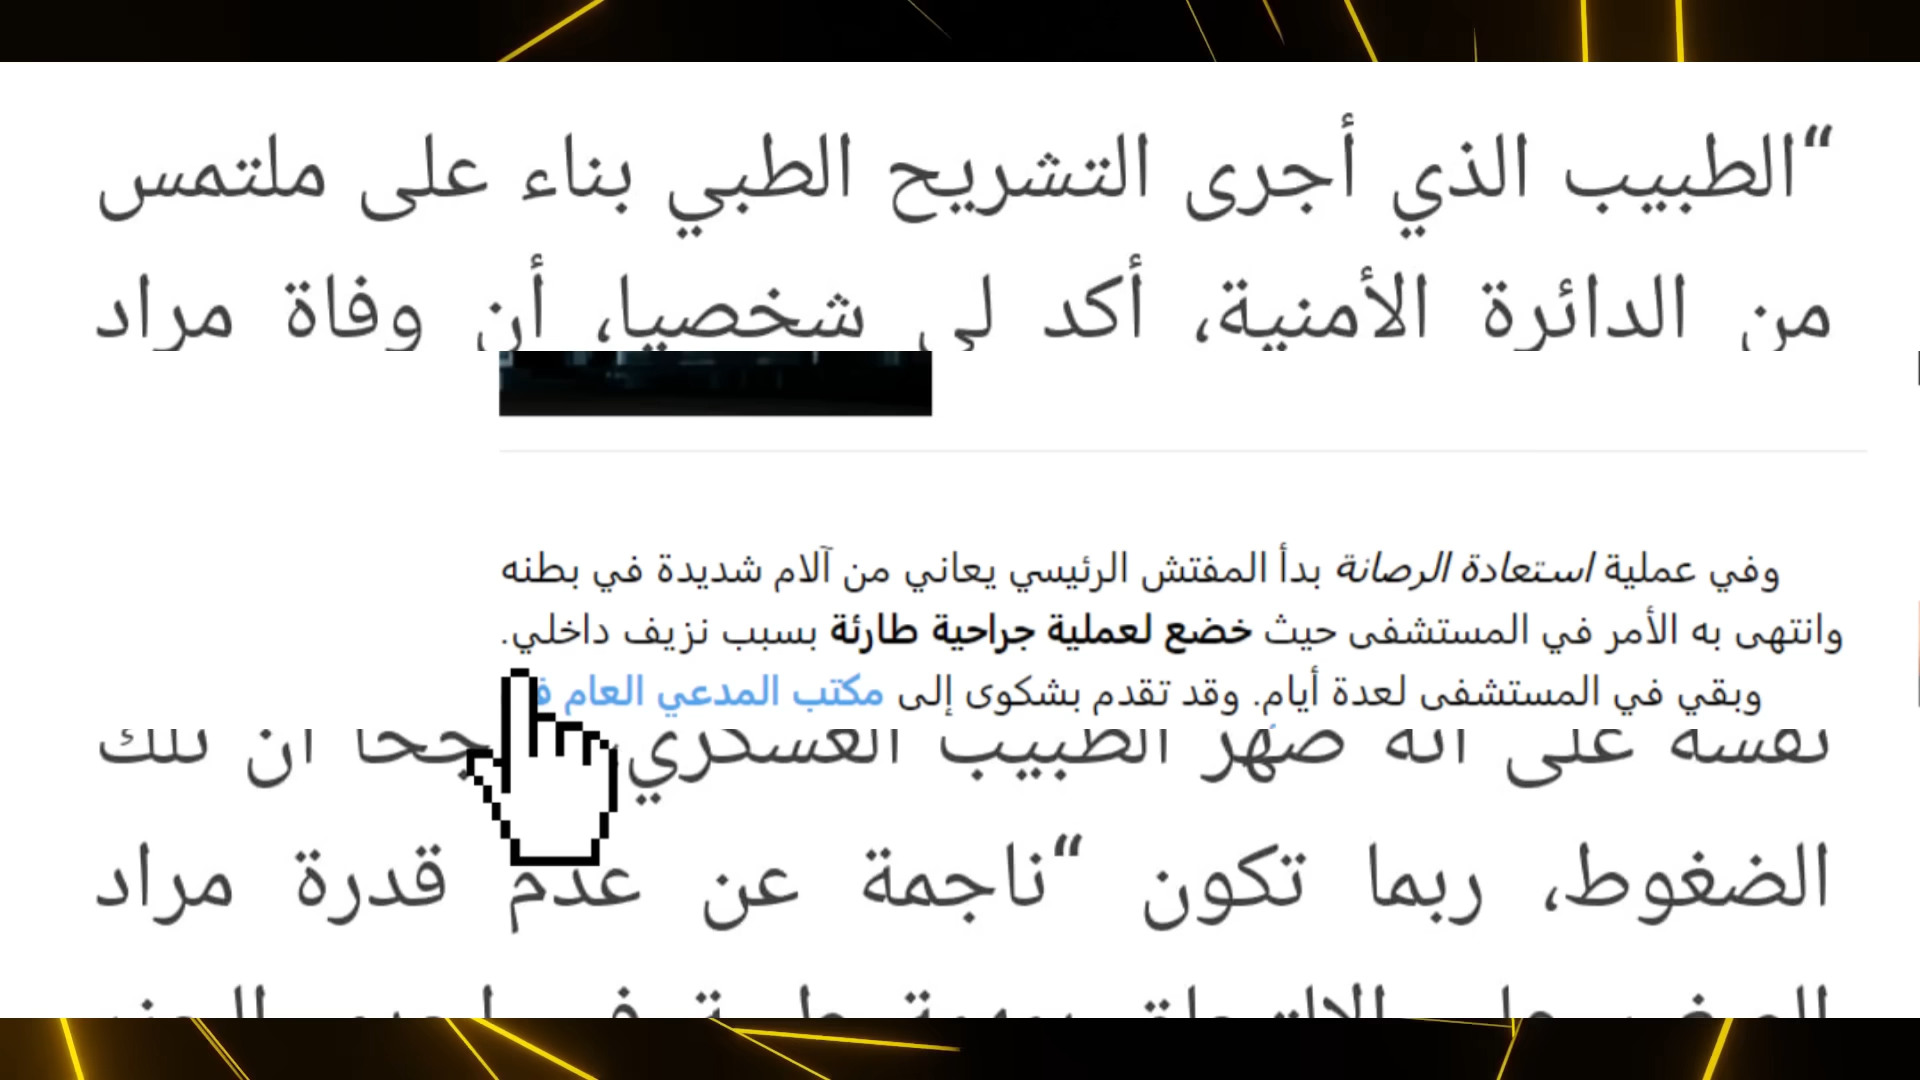 “الطبيب الذي أجرى التشريح الطبي بناء على ملتمس
من الدائرة الأمنية، أكد لي شخصيا، أن وفاة مراد
وفي عملية استعادة الرصانة بدأ المفتش الرئيسي يعاني من آلام شديدة في بطنه
وانتهى به الأمر في المستشفى حيث خضع لعملية جراحية طارئة بسبب نزيف داخلي.
وبقي في المستشفى لعدة أيام. وقد تقدم بشكوى إلى مكتب المدعي العام
نفسه على أنه صهر الطبيب العسكري، أن تلك
الضغوط، ربما تكون “ناجمة عن عدم قدرة مراد